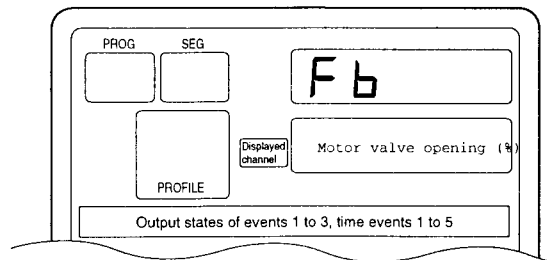 PROG SEG
Fb
Displayed
channel
Motor valve opening (%)
PROFILE
Output states of events 1 to 3, time events 1 to 5